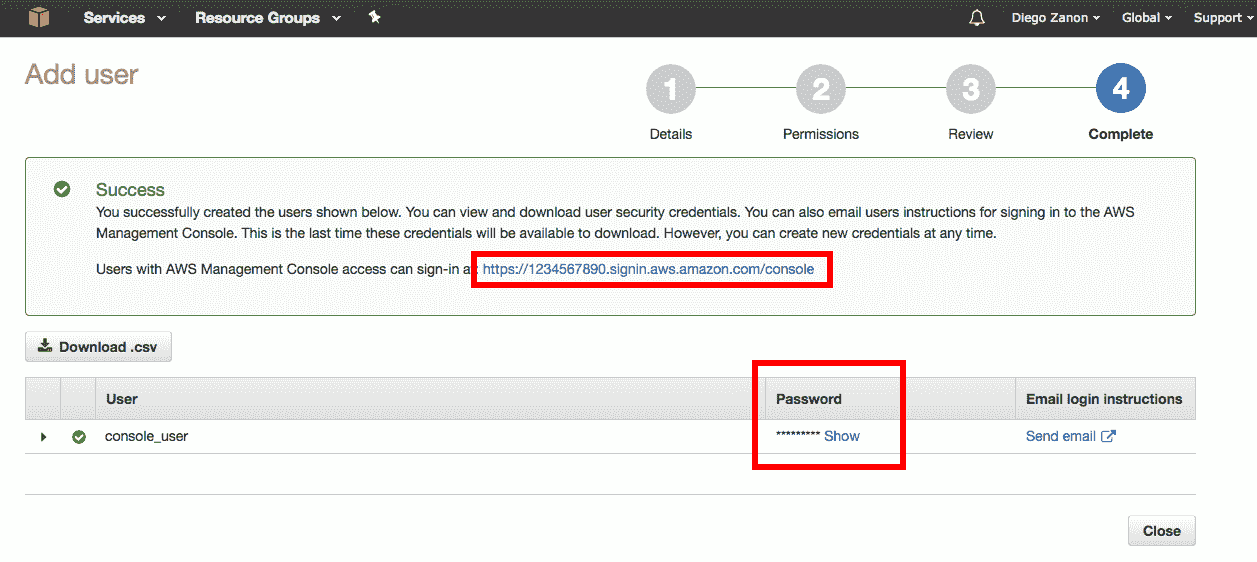 Services Resource Groups Diego Zanon Global Support
Add user
1 2 3 4
Details Permissions Review Complete
Success
You successfully created the users shown below. You can view and download user security credentials. You can also email users instructions for signing in to the AWS
Management Console. This is the last time these credentials will be available to download. However, you can create new credentials at any time.
Users with AWS Management Console access can sign-in a https://1234567890.signin.aws.amazon.com/console
Download .csv
User Password Email login instructions
console_user ********* Show Send email
Close